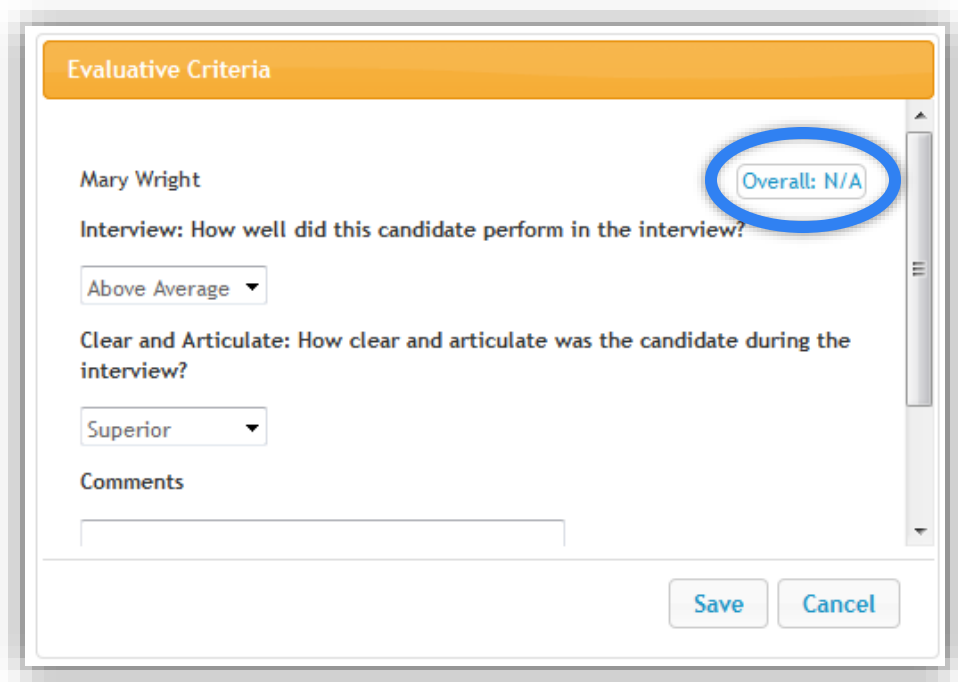 Evaluative Criteria
Mary Wright
Overall: N/A
Interview: How well did this candidate perform in the interview?
Above Average
Clear and Articulate: How clear and articulate was the candidate during the
interview?
Superior
Comments
Save
Cancel